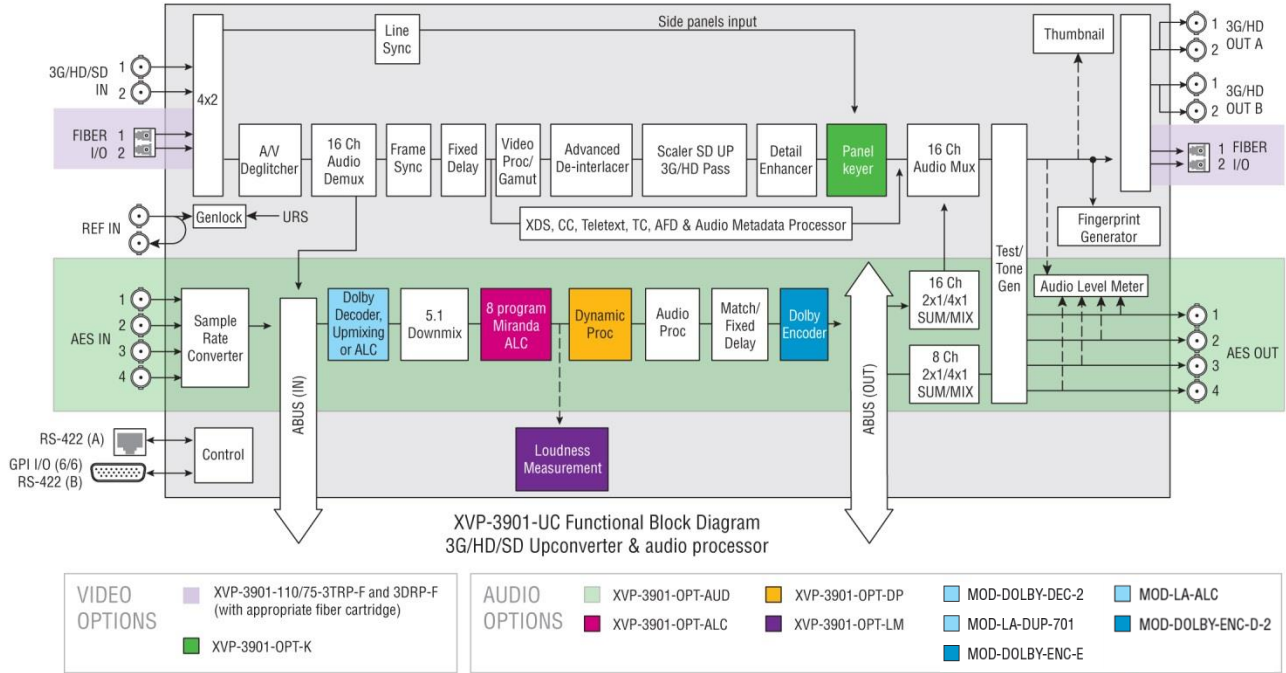 Side panels input
Line
Sync
Thumbnail
1
2
3G/HD
OUT A
1
2
3G/HD
OUT B
3G/HD/SD
IN
1
2
4x2
FIBER
I/O
1
2
A/V
Deglitcher
16 Ch
Audio
Demux
Frame
Sync
Fixed
Delay
Video
Proc/
Gamut
Advanced
De-interlacer
Scaler SD UP
3G/HD Pass
Detail
Enhancer
Panel
keyer
16 Ch
Audio Mux
1
2
FIBER
I/O
REF IN
Genlock
URS
XDS, CC, Teletext, TC, AFD & Audio Metadata Processor
Fingerprint
Generator
Test/
Tone
Gen
Audio Level Meter
AES IN
1
2
3
4
Sample
Rate
Converter
ABUS (IN)
Dolby
Decoder,
Upmixing
or ALC
5.1
Downmix
8 program
Miranda
ALC
Dynamic
Proc
Audio
Proc
Match/
Fixed
Delay
Dolby
Encoder
ABUS (OUT)
16 Ch
2x1/4x1
SUM/MIX
8 Ch
2x1/4x1
SUM/MIX
1
2
3
4
AES OUT
RS-422 (A)
GPI I/O (6/6)
RS-422 (B)
Control
Loudness
Measurement
XVP-3901-UC Functional Block Diagram
3G/HD/SD Upconverter & audio processor
VIDEO
OPTIONS
XVP-3901-110/75-3TRP-F and 3DRP-F
(with appropriate fiber cartridge)
XVP-3901-OPT-K
AUDIO
OPTIONS
XVP-3901-OPT-AUD
XVP-3901-OPT-ALC
XVP-3901-OPT-DP
XVP-3901-OPT-LM
MOD-DOLBY-DEC-2
MOD-LA-DUP-701
MOD-DOLBY-ENC-E
MOD-LA-ALC
MOD-DOLBY-ENC-D-2